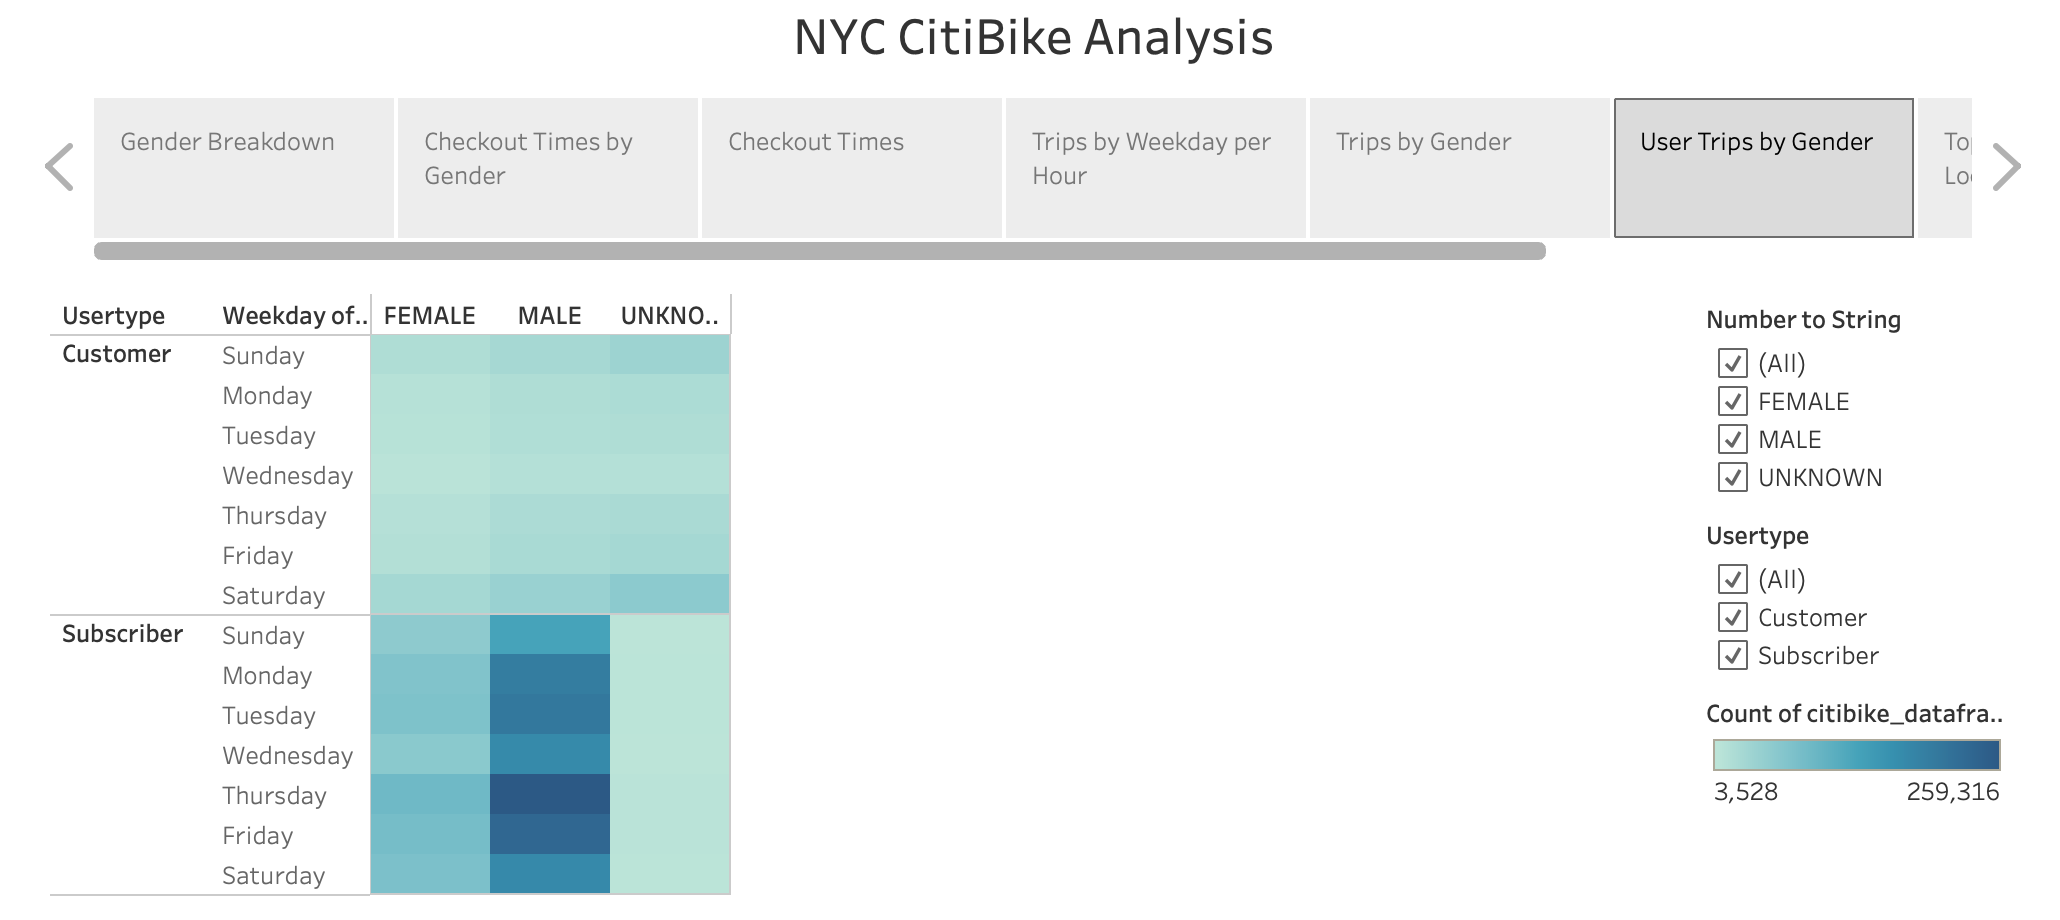 NYC CitiBike Analysis
Gender Breakdown
Checkout Times by
Gender
Checkout Times
Trips by Weekday per
Hour
Trips by Gender
User Trips by Gender
Usertype Weekday of.. FEMALE MALE UNKNO..
Customer Sunday
Monday
Tuesday
Wednesday
Thursday
Friday
Saturday
Subscriber Sunday
Monday
Tuesday
Wednesday
Thursday
Friday
Saturday
Number to String
(All)
FEMALE
MALE
UNKNOWN
Usertype
(All)
Customer
Subscriber
Count of citibike_datafra..
3,528 259,316